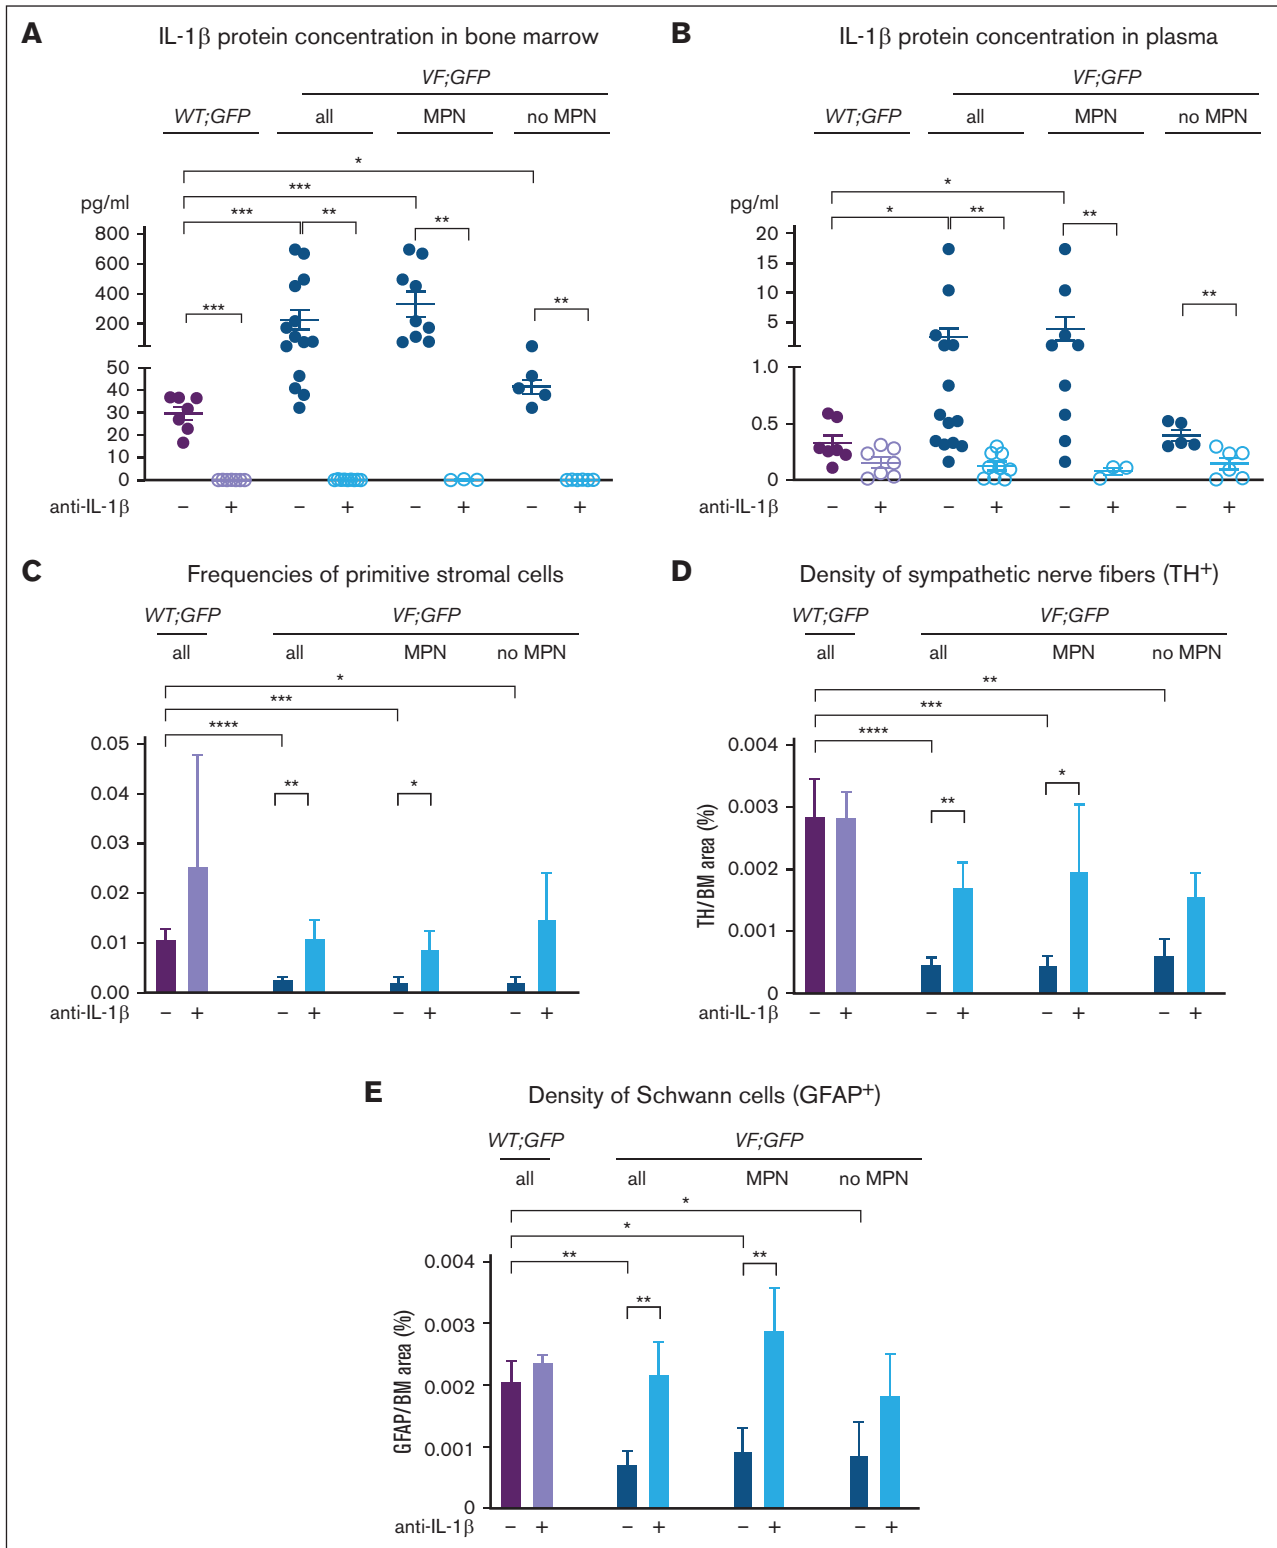 A IL-1β protein concentration in bone marrow
VF;GFP
WT;GFP all MPN no MPN
*
***
pg/ml
*** **
**
800
600
400
***
**
200
50
40
30
20
10
0
anti-IL-1β – + – + – + – +
B IL-1β protein concentration in plasma
VF;GFP
WT;GFP all MPN no MPN
*
pg/ml
* **
**
20
15
10
**
5
1.0
0.5
0
anti-IL-1β – + – + – + – +
C Frequencies of primitive stromal cells
WT;GFP VF;GFP
all all MPN no MPN
*
***
****
0.05
** *
0.04
0.03
0.02
0.01
0.00
anti-IL-1β – + – + – + – +
D Density of sympathetic nerve fibers (TH+)
WT;GFP VF;GFP
all all MPN no MPN
**
***
****
0.004
*
**
0.003
0.002
0.001
0
TH/BM area (%)
anti-IL-1β – + – + – + – +
E Density of Schwann cells (GFAP+)
WT;GFP VF;GFP
all all MPN no MPN
*
*
** **
0.004
**
0.003
0.002
0.001
0
GFAP/BM area (%)
anti-IL-1β – + – + – + – +